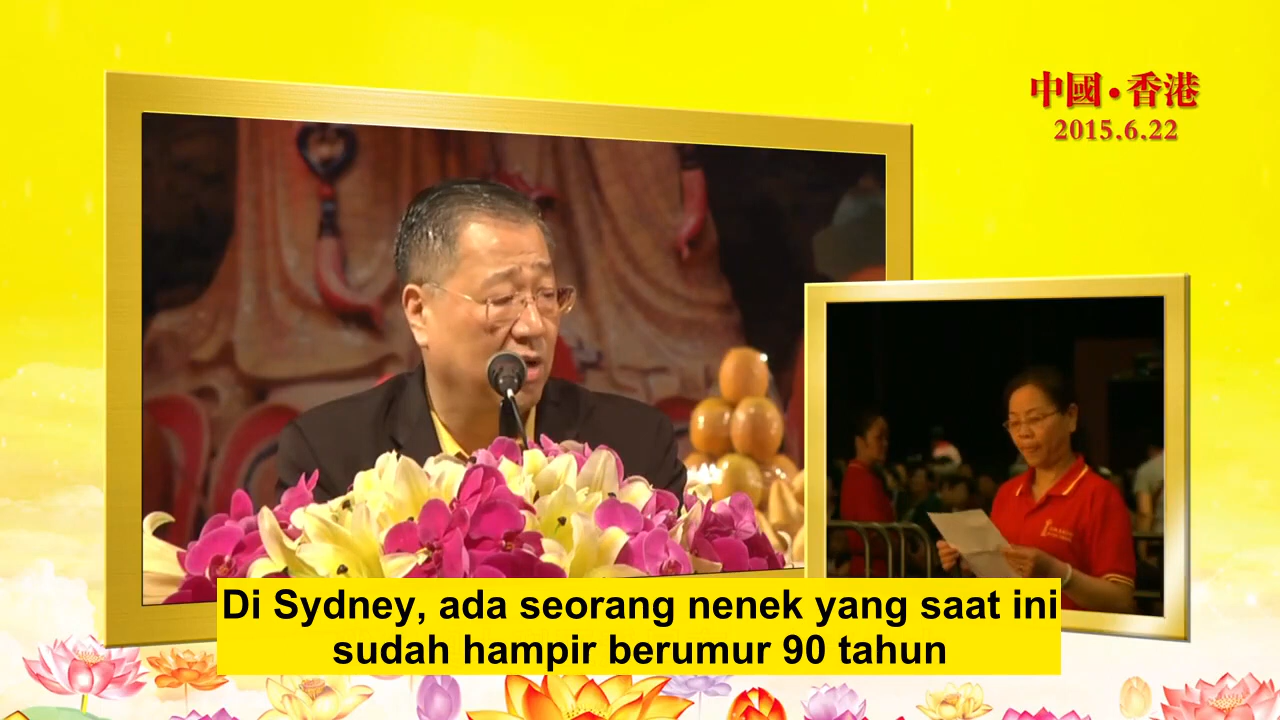 中國•香港
2015.6.22
Di Sydney, ada seorang nenek yang saat ini
sudah hampir berumur 90 tahun